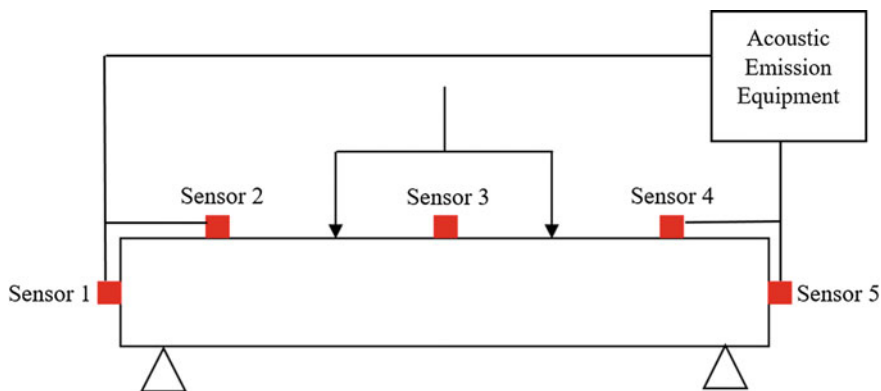 Acoustic
Emission
Equipment
Sensor 2
Sensor 3
Sensor 4
Sensor 1
Sensor 5